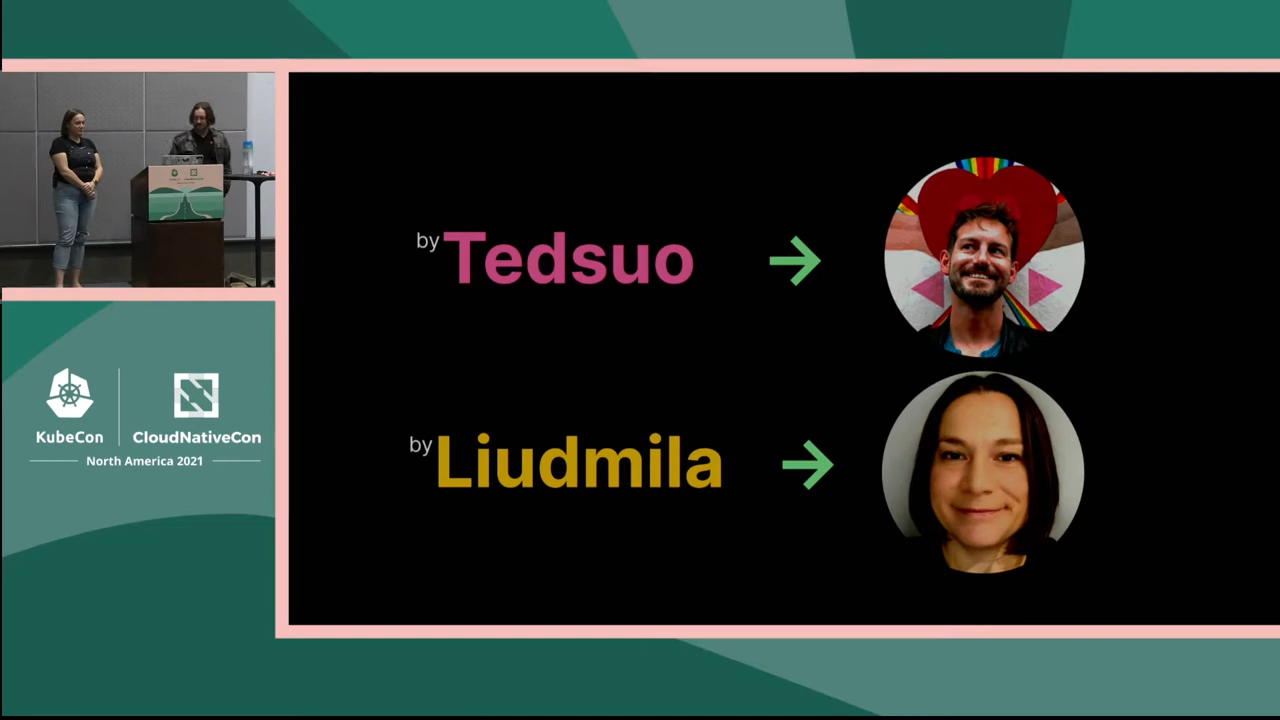 by Tedsuo
by Liudmila
KubeCon
CloudNativeCon
North America 2021